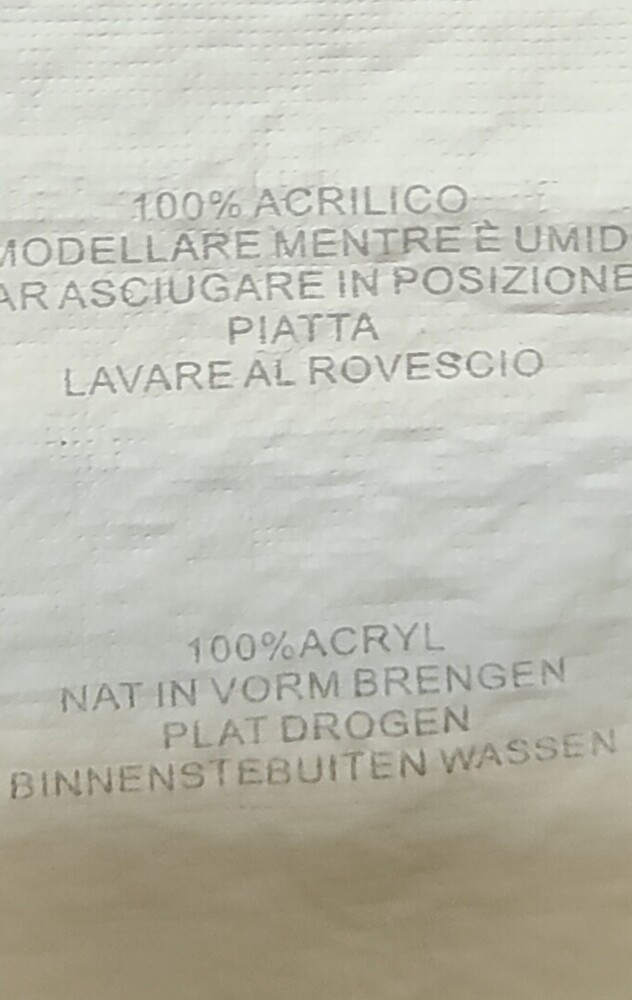 100% ACRILICO
MODELLARE MENTRE È UMID
AR ASCIUGARE IN POSIZIONE
PIATTA
LAVARE AL ROVESCIO
100%ACRYL
NAT IN VORM BRENGEN
PLAT DROGEN
BINNENSTEBUITEN WASSEN